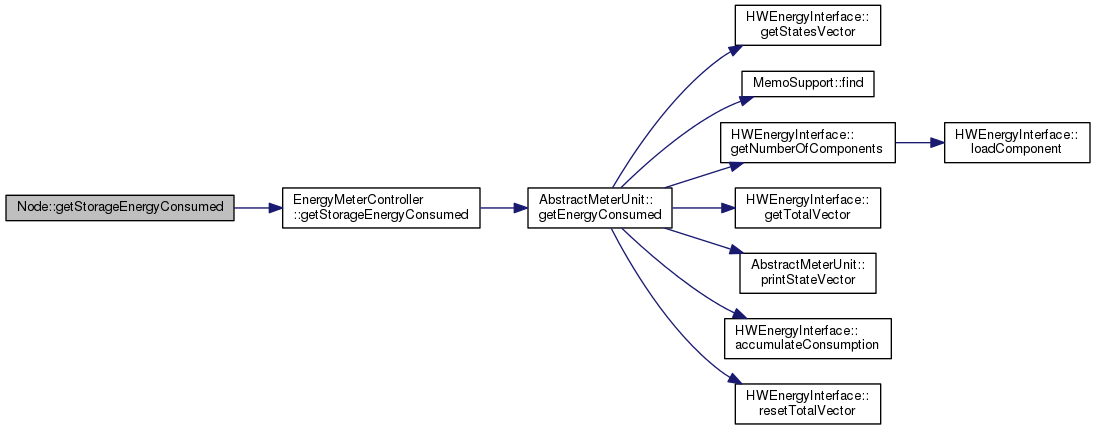 Node::getStorageEnergyConsumed
EnergyMeterController
::getStorageEnergyConsumed
AbstractMeterUnit::
getEnergyConsumed
HWEnergyInterface::
getStatesVector
MemoSupport::find
HWEnergyInterface::
getNumberOfComponents
HWEnergyInterface::
loadComponent
HWEnergyInterface::
getTotalVector
AbstractMeterUnit::
printStateVector
HWEnergyInterface::
accumulateConsumption
HWEnergyInterface::
resetTotalVector